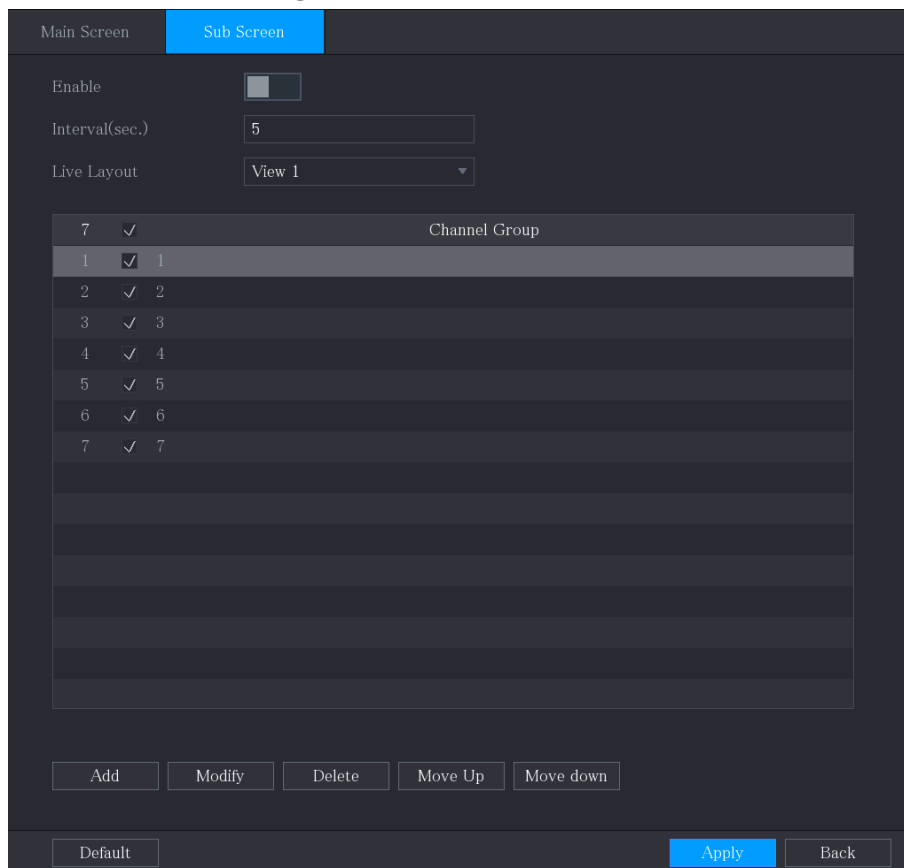 Main Screen Sub Screen
Enable
Interval(sec.) 5
Live Layout View 1
7 Channel Group
1 1
2 2
3 3
4 4
5 5
6 6
7 7
Add Modify Delete Move Up Move down
Default Apply Back